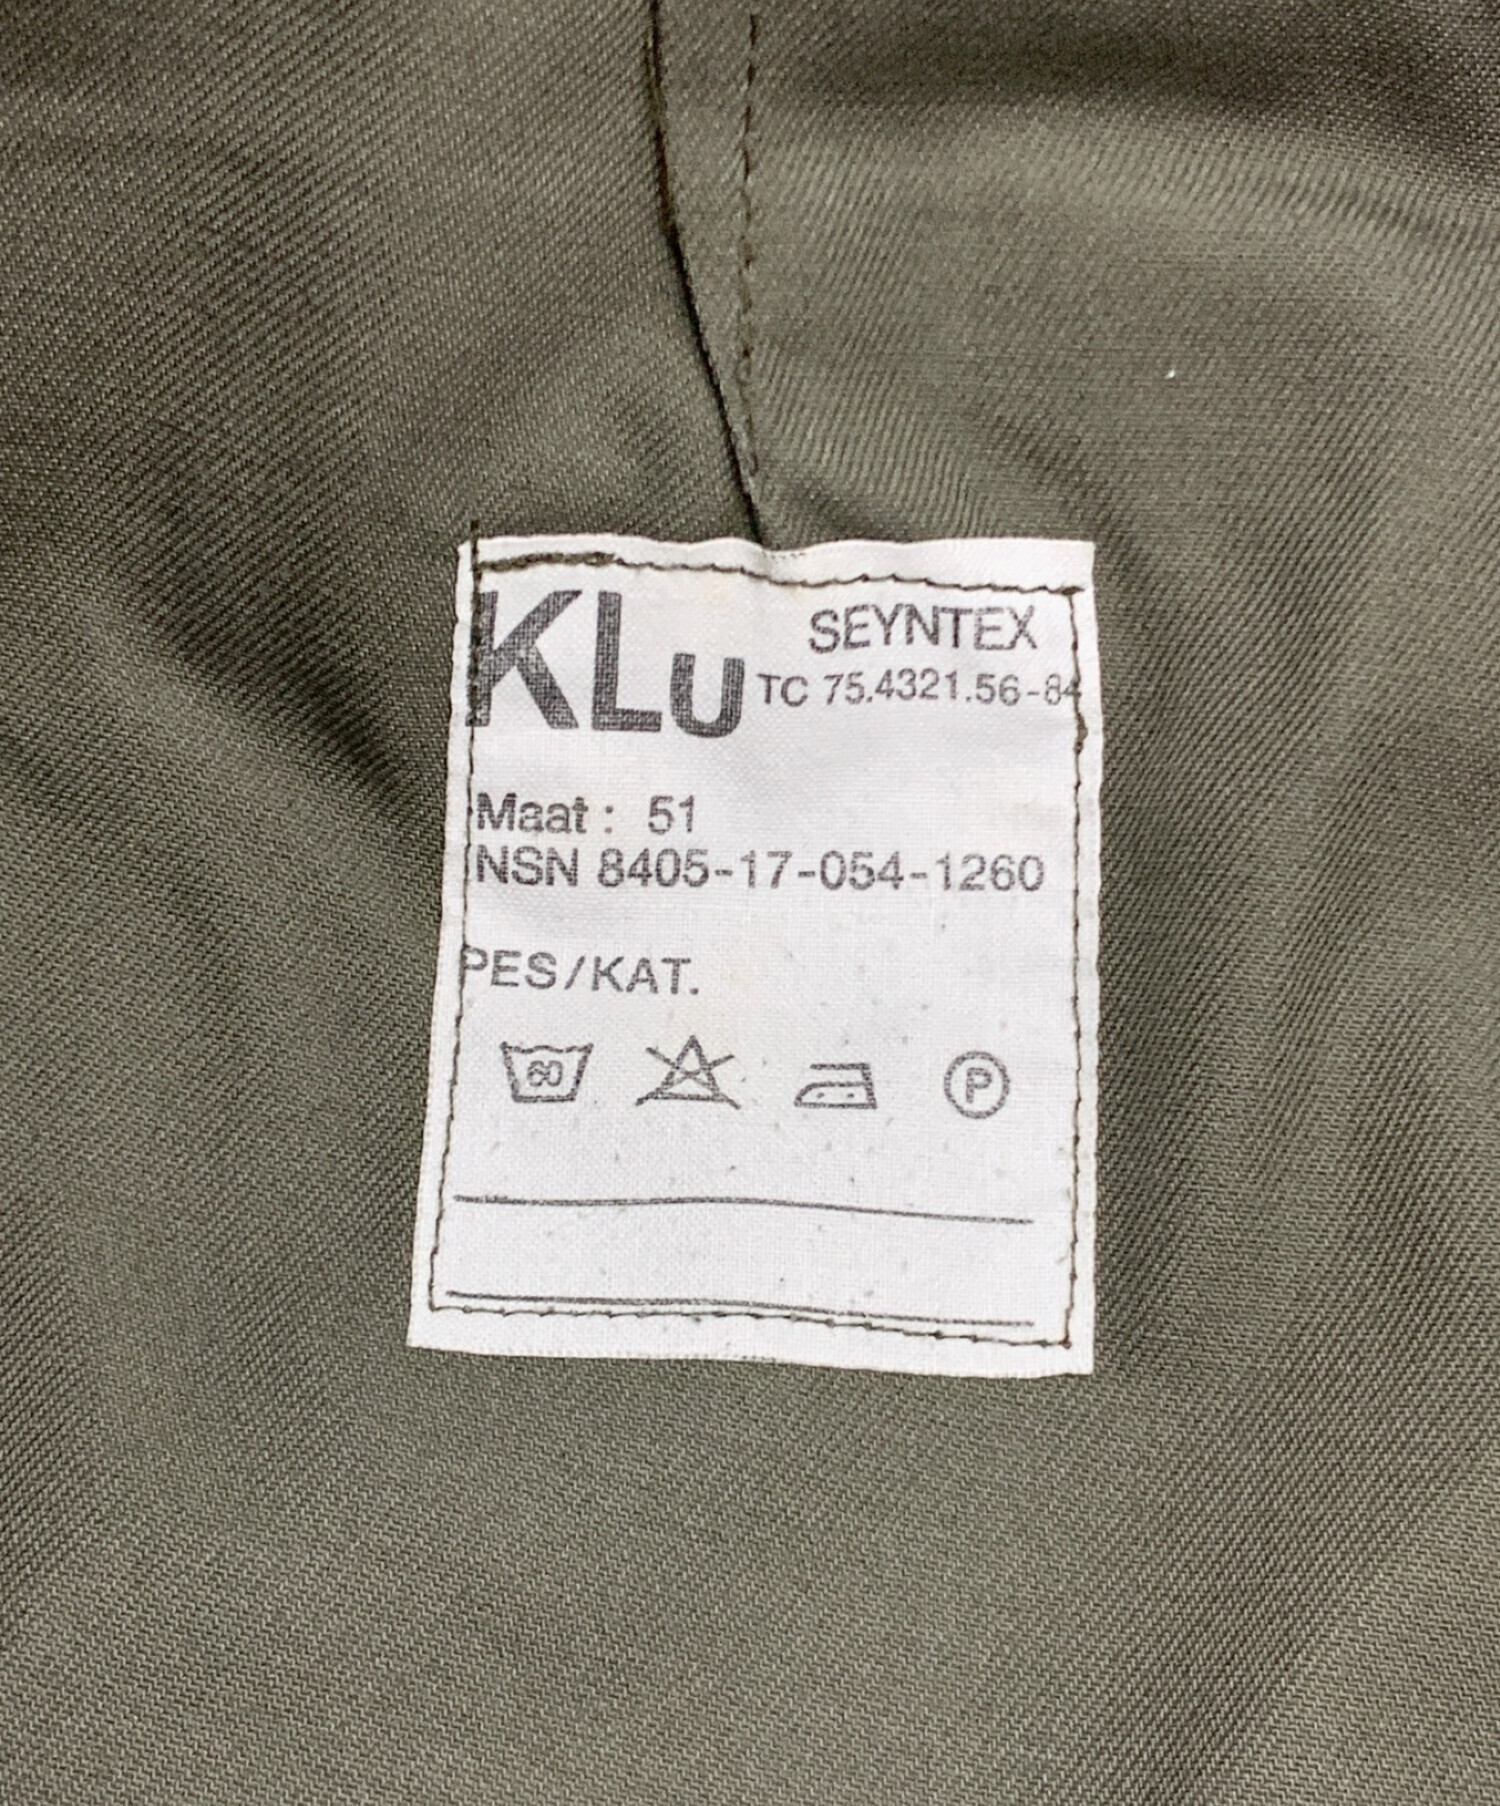 KLu
SEYNTEX
TC 75.4321.56-84
Maat : 51
NSN 8405-17-054-1260
PES/KAT.
60
P